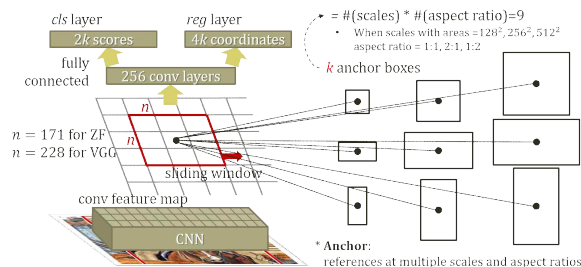 cls layer
reg layer
2k scores
4k coordinates
fully
connected
256 conv layers
n
n
n = 171 for ZF
n = 228 for VGG
sliding window
conv feature map
CNN
= #(scales) * #(aspect ratio)=9
• When scales with areas =128², 256², 512²
aspect ratio = 1:1, 2:1, 1:2
k anchor boxes
* Anchor:
references at multiple scales and aspect ratios